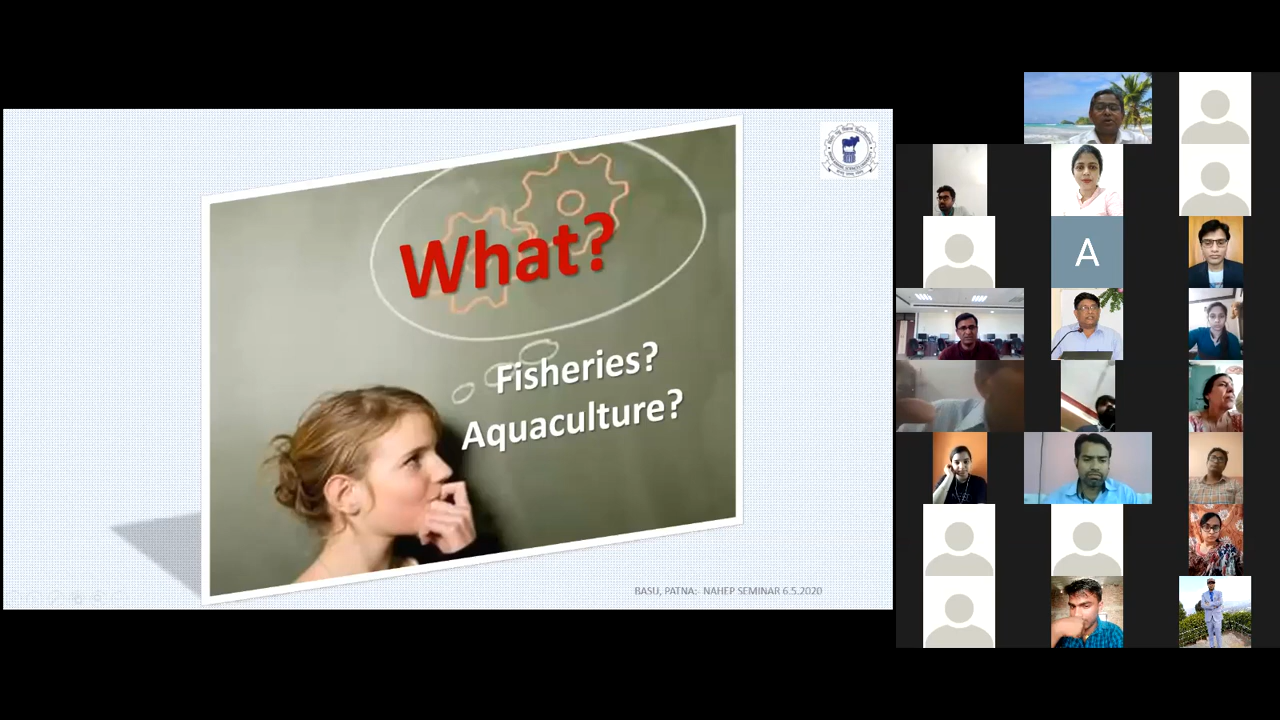 What?
Fisheries?
Aquaculture?
BASU, PATNA:- NAHEP SEMINAR 6.5.2020
A